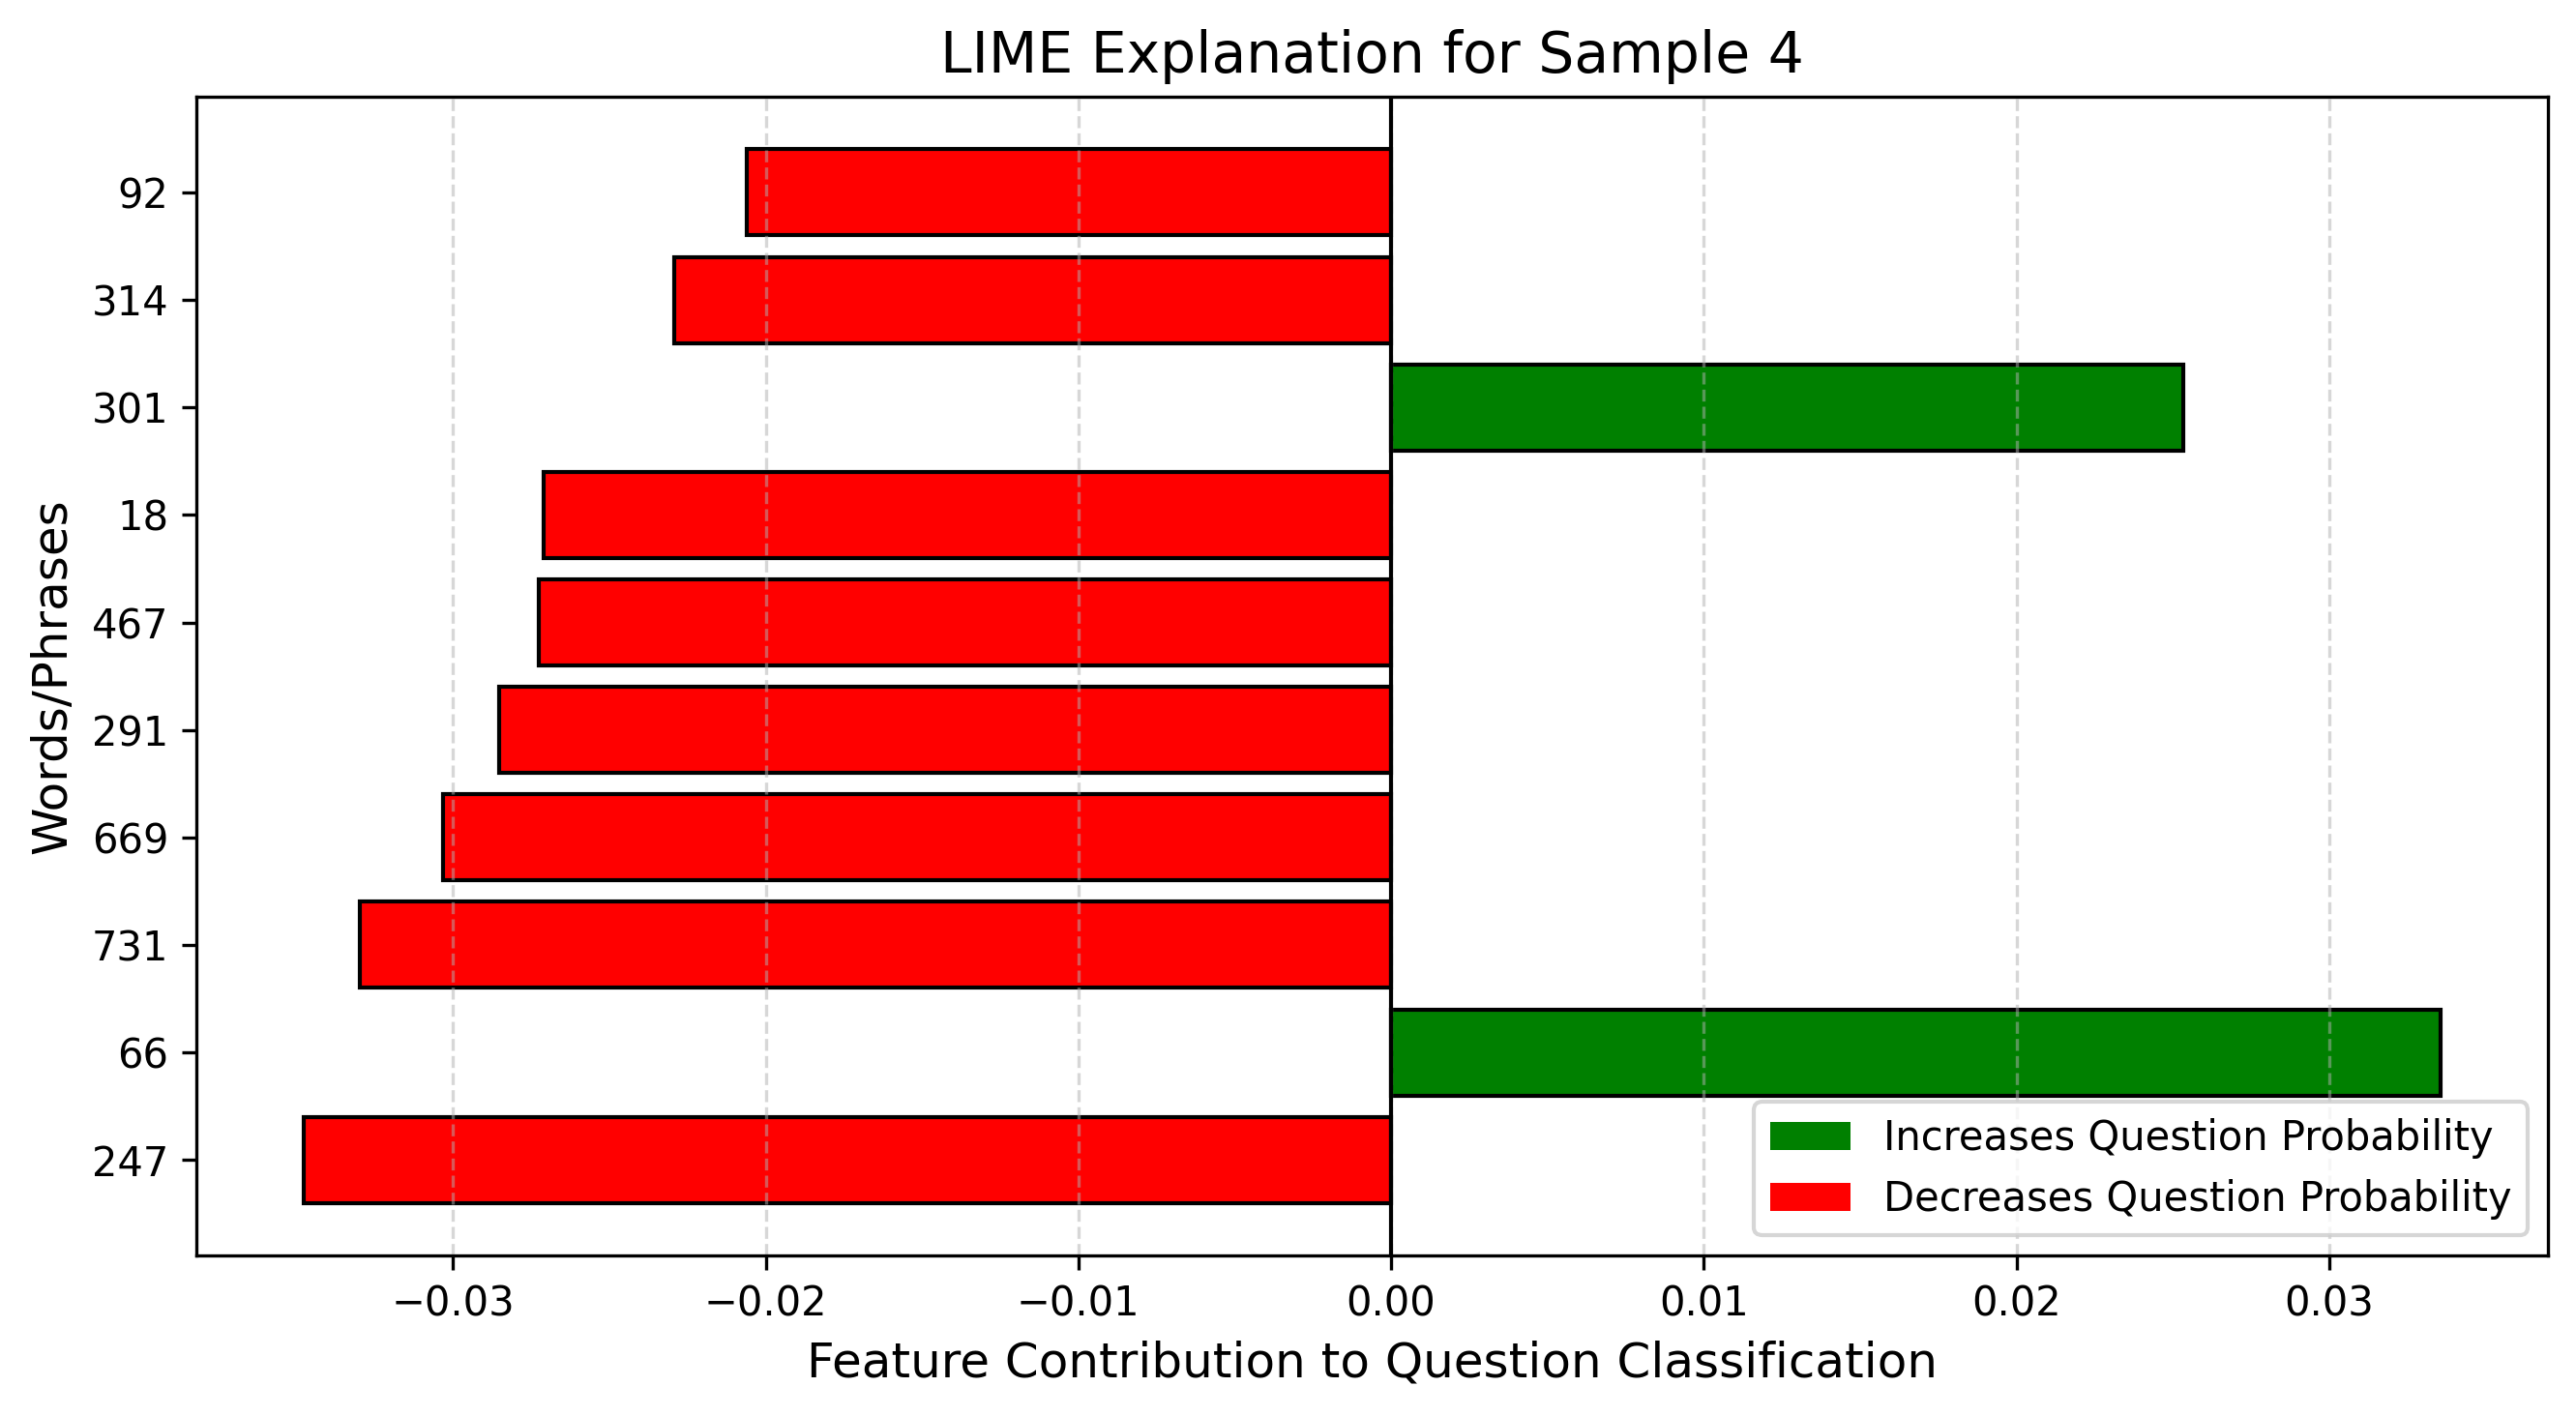 LIME Explanation for Sample 4
Words/Phrases
92
314
301
18
467
291
669
731
66
247
Increases Question Probability
Decreases Question Probability
−0.03 −0.02 −0.01 0.00 0.01 0.02 0.03
Feature Contribution to Question Classification